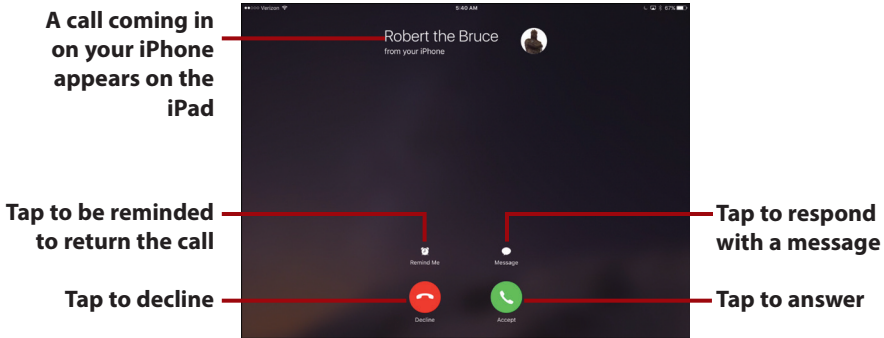 A call coming in
on your iPhone
appears on the
iPad
Verizon
5:40 AM
67%
Robert the Bruce
from your iPhone
Tap to be reminded
to return the call
Remind Me
Message
Tap to respond
with a message
Tap to decline
Decline
Accept
Tap to answer